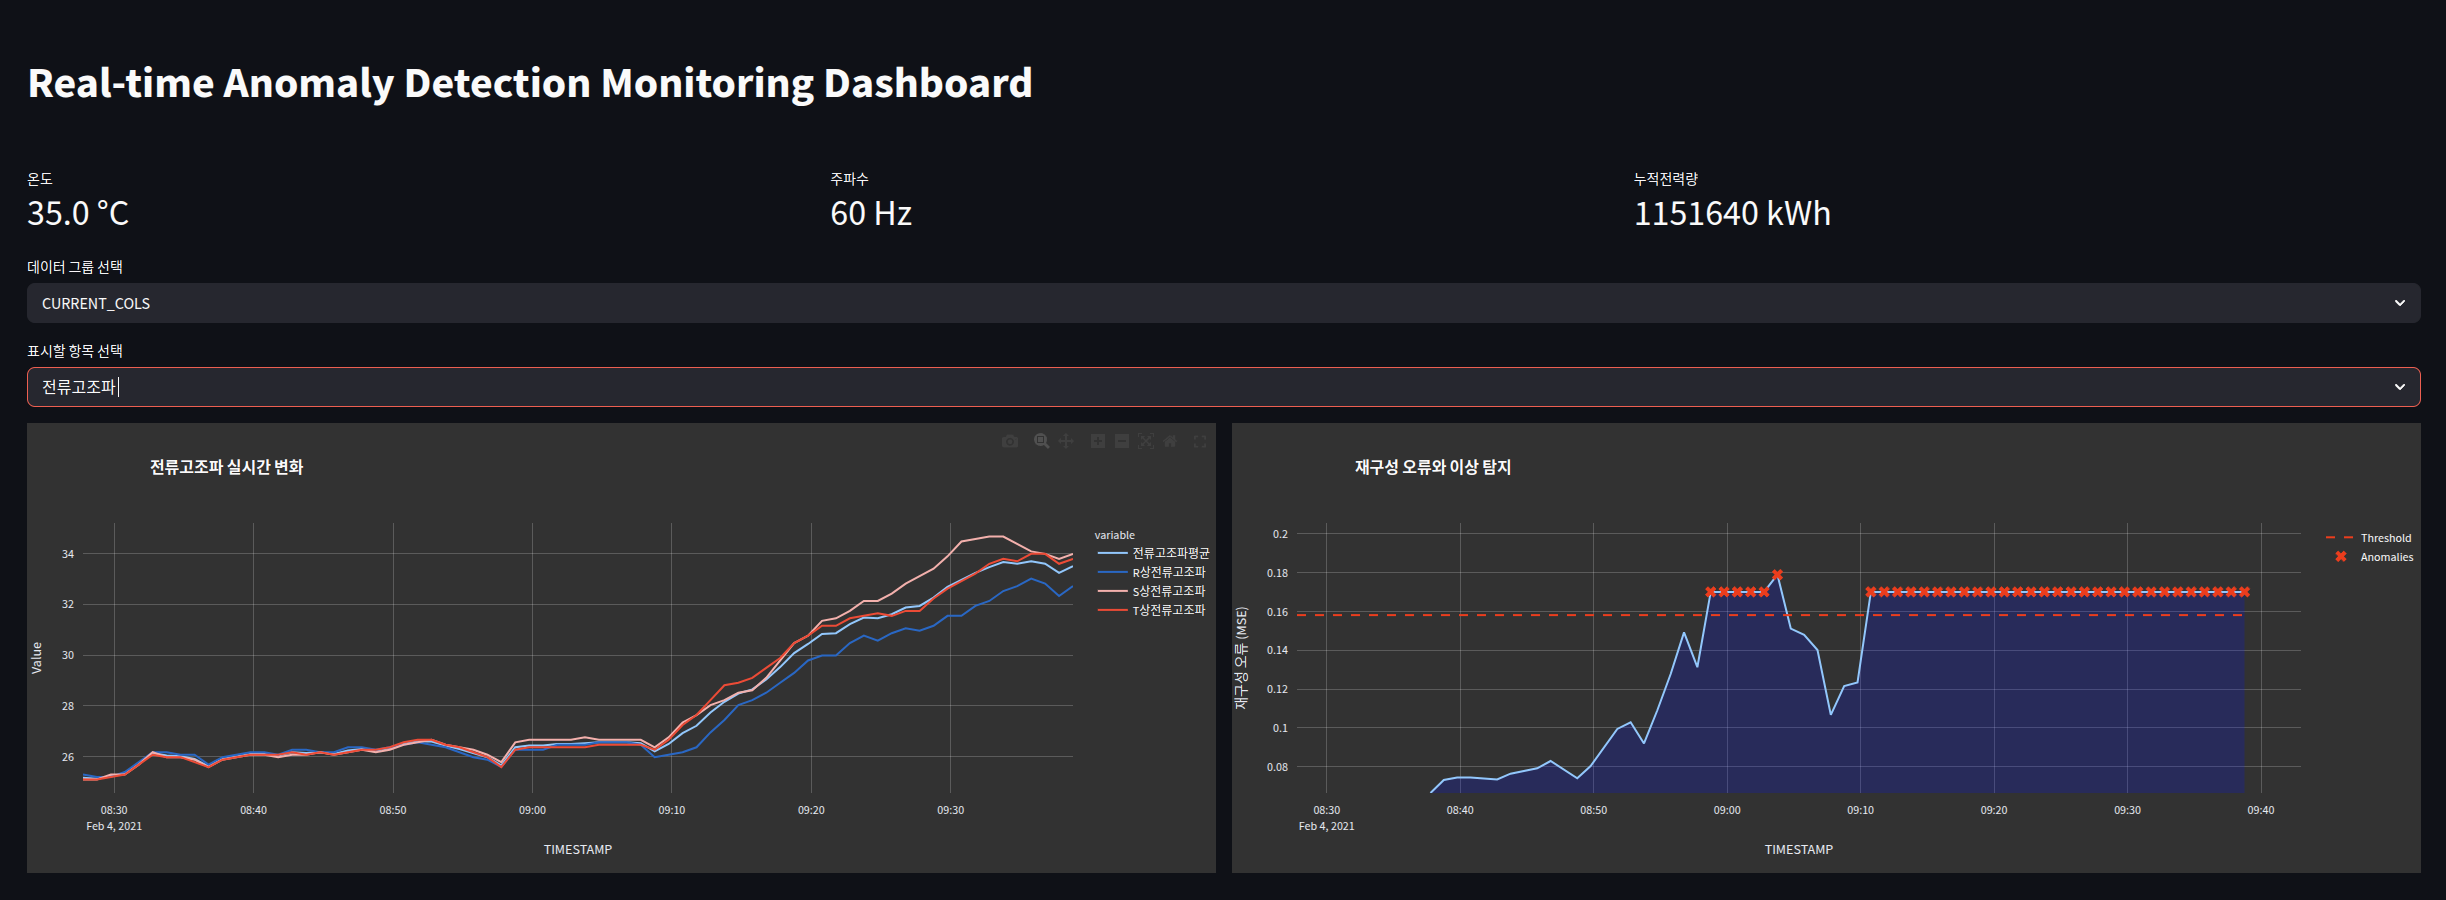 Real-time Anomaly Detection Monitoring Dashboard
온도
35.0 °C
주파수
60 Hz
누적전력량
1151640 kWh
데이터 그룹 선택
CURRENT_COLS
표시할 항목 선택
전류고조파
전류고조파 실시간 변화
variable
전류고조파평균
R상전류고조파
S상전류고조파
T상전류고조파
Value
34
32
30
28
26
08:30
Feb 4, 2021
08:40
08:50
09:00
09:10
09:20
09:30
TIMESTAMP
재구성 오류와 이상 탐지
Threshold
Anomalies
재구성 오류 (MSE)
0.2
0.18
0.16
0.14
0.12
0.1
0.08
08:30
Feb 4, 2021
08:40
08:50
09:00
09:10
09:20
09:30
09:40
TIMESTAMP